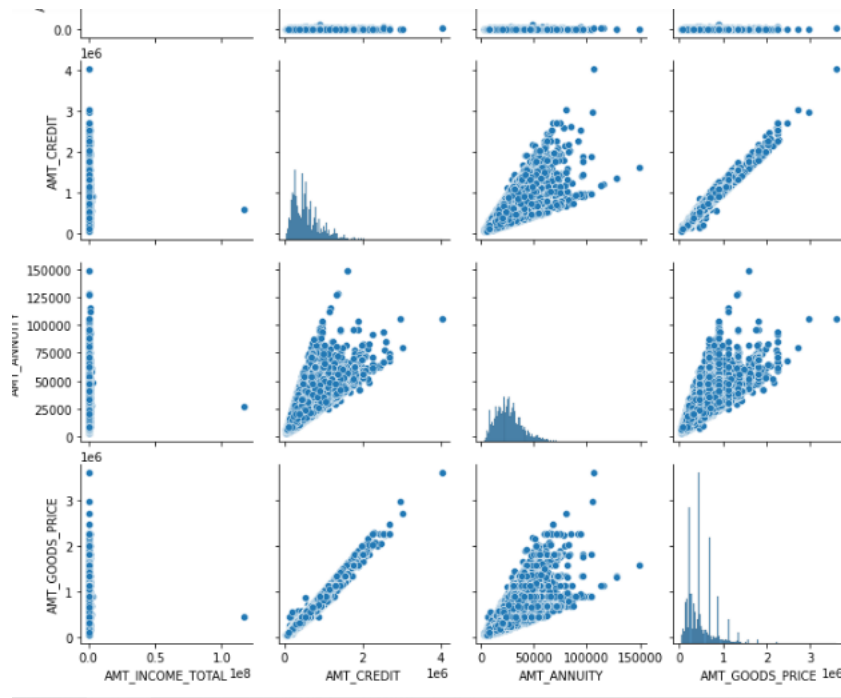 0.0
1e6
4
3
2
1
0
AMT_CREDIT
150000
125000
100000
75000
50000
25000
0
AMT_ANNUITY
1e6
3
2
1
0
AMT_GOODS_PRICE
0.0 1.0 1e8
0 2 4 1e6
0 50000 100000 150000
0 1 2 3 1e6
AMT_INCOME_TOTAL AMT_CREDIT AMT_ANNUITY AMT_GOODS_PRICE